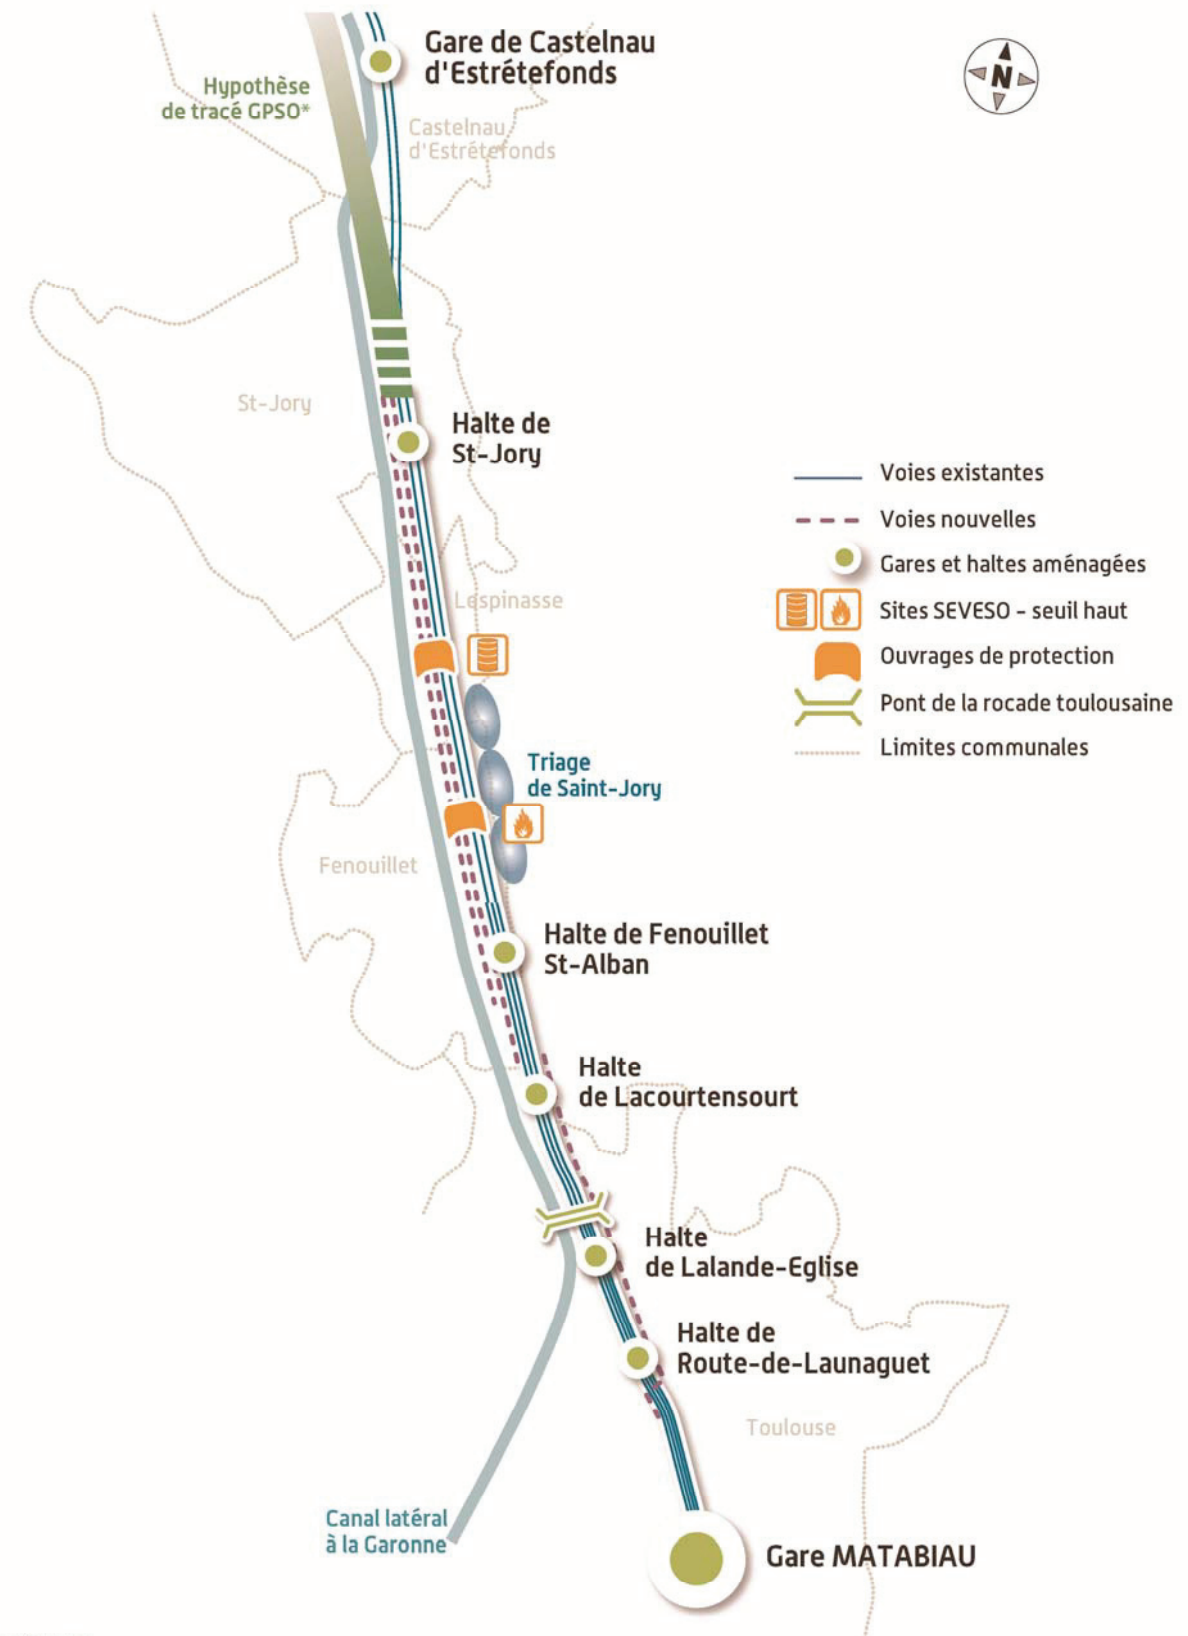 Gare de Castelnau
d'Estrétefonds
N
Hypothèse
de tracé GPSO*
Castelnau
d'Estrétefonds
St-Jory
Halte de
St-Jory
Voies existantes
Voies nouvelles
Gares et haltes aménagées
Sites SEVESO - seuil haut
Ouvrages de protection
Pont de la rocade toulousaine
Limites communales
Lespinasse
Triage
de Saint-Jory
Fenouillet
Halte de Fenouillet
St-Alban
Halte
de Lacourtensourt
Halte
de Lalande-Eglise
Halte de
Route-de-Launaguet
Toulouse
Canal latéral
à la Garonne
Gare MATABIAU